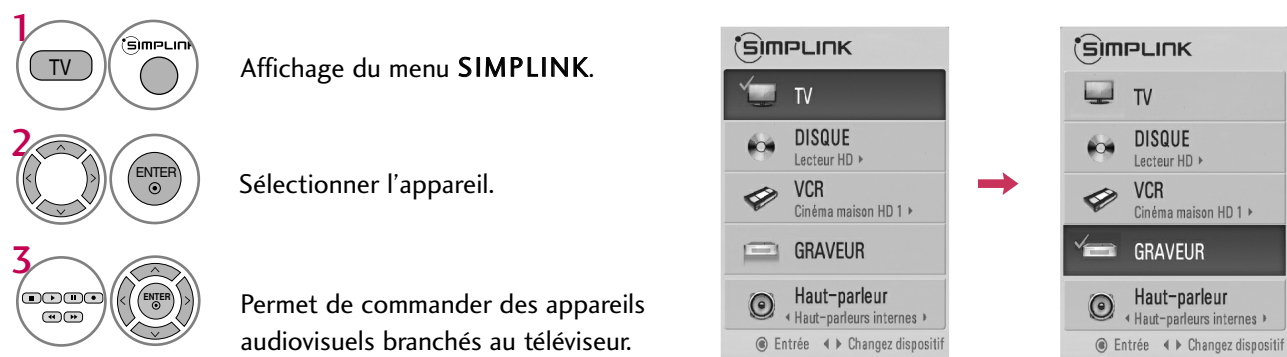 1
TV
SIMPLINK
Affichage du menu SIMPLINK.
2
ENTER
Sélectionner l'appareil.
3
ENTER
Permet de commander des appareils
audiovisuels branchés au téléviseur.
SIMPLINK
TV
DISQUE
Lecteur HD
VCR
Cinéma maison HD 1
GRAVEUR
Haut-parleur
Haut-parleurs internes
Entrée Changez dispositif
SIMPLINK
TV
DISQUE
Lecteur HD
VCR
Cinéma maison HD 1
GRAVEUR
Haut-parleur
Haut-parleurs internes
Entrée Changez dispositif